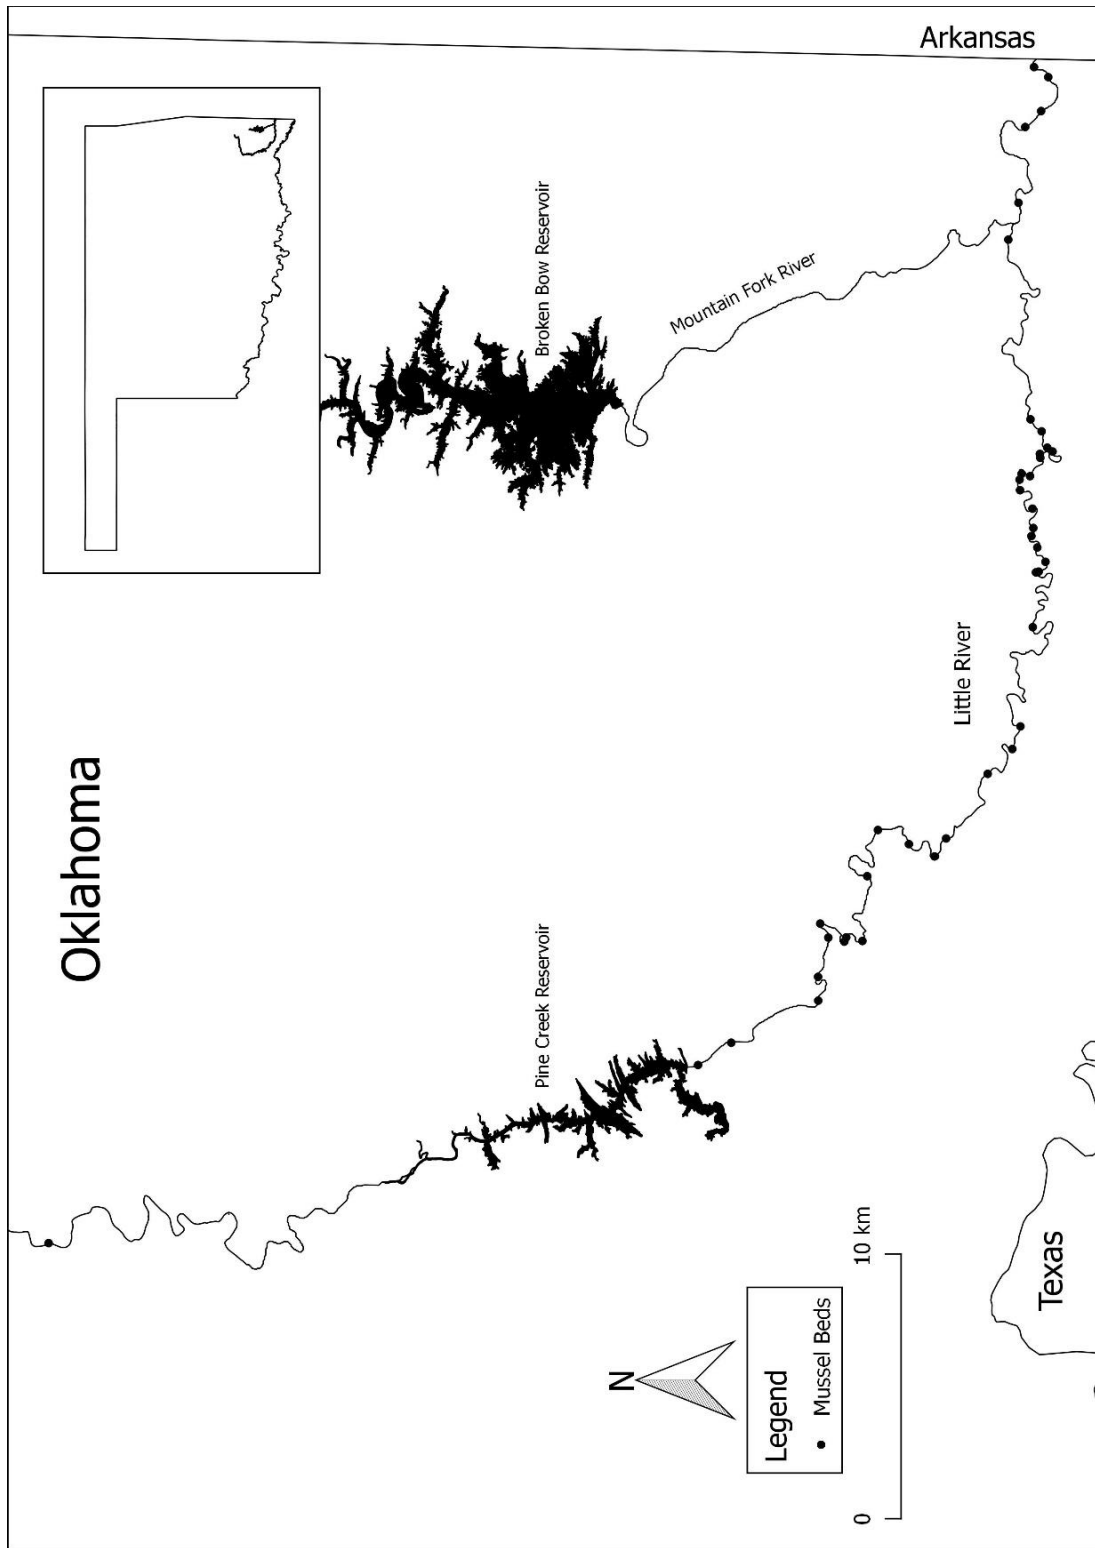 Oklahoma
Arkansas
Broken Bow Reservoir
Mountain Fork River
Pine Creek Reservoir
Little River
N
Legend
Mussel Beds
0 10 km
Texas